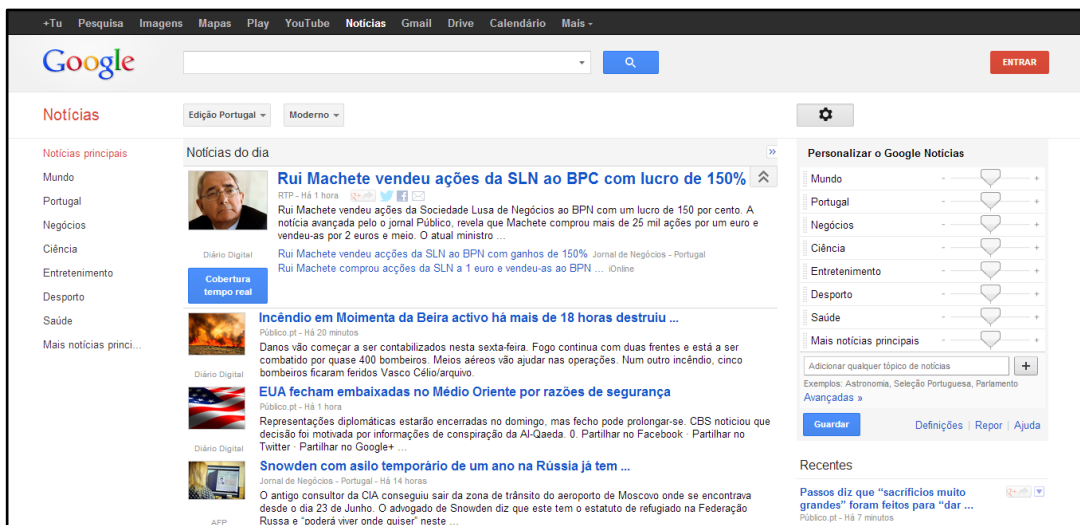 +Tu Pesquisa Imagens Mapas Play YouTube Notícias Gmail Drive Calendário Mais
Google
ENTRAR
Notícias
Edição Portugal
Moderno
Notícias principais
Mundo
Portugal
Negócios
Ciência
Entretenimento
Desporto
Saúde
Mais notícias princi...
Notícias do dia
»
Rui Machete vendeu ações da SLN ao BPC com lucro de 150%
RTP - Há 1 hora
Rui Machete vendeu ações da Sociedade Lusa de Negócios ao BPN com um lucro de 150 por cento. A
notícia avançada pelo o jornal Público, revela que Machete comprou mais de 25 mil ações por um euro e
vendeu-as por 2 euros e meio. O atual ministro ...
Diário Digital
Rui Machete vendeu acções da SLN ao BPN com ganhos de 150% Jornal de Negócios - Portugal
Rui Machete comprou acções da SLN a 1 euro e vendeu-as ao BPN ... iOnline
Cobertura
tempo real
Incêndio em Moimenta da Beira activo há mais de 18 horas destruiu ...
Público.pt - Há 20 minutos
Danos vão começar a ser contabilizados nesta sexta-feira. Fogo continua com duas frentes e está a ser
combatido por quase 400 bombeiros. Meios aéreos vão ajudar nas operações. Num outro incêndio, cinco
bombeiros ficaram feridos Vasco Célio/arquivo.
Diário Digital
EUA fecham embaixadas no Médio Oriente por razões de segurança
Público.pt - Há 1 hora
Representações diplomáticas estarão encerradas no domingo, mas fecho pode prolongar-se. CBS noticiou que
decisão foi motivada por informações de conspiração da Al-Qaeda. 0. Partilhar no Facebook · Partilhar no
Twitter · Partilhar no Google+ ...
Diário Digital
Snowden com asilo temporário de um ano na Rússia já tem ...
Jornal de Negócios - Portugal - Há 14 horas
O antigo consultor da CIA conseguiu sair da zona de trânsito do aeroporto de Moscovo onde se encontrava
desde o dia 23 de Junho. O advogado de Snowden diz que este tem o estatuto de refugiado na Federação
Russa e "poderá viver onde quiser" neste ...
AFP
Personalizar o Google Notícias
Mundo - +
Portugal - +
Negócios - +
Ciência - +
Entretenimento - +
Desporto - +
Saúde - +
Mais notícias principais - +
Adicionar qualquer tópico de notícias +
Exemplos: Astronomia, Seleção Portuguesa, Parlamento
Avançadas »
Guardar
Definições | Repor | Ajuda
Recentes
Passos diz que “sacrifícios muito
grandes” foram feitos para “dar ...
Público.pt - Há 7 minutos